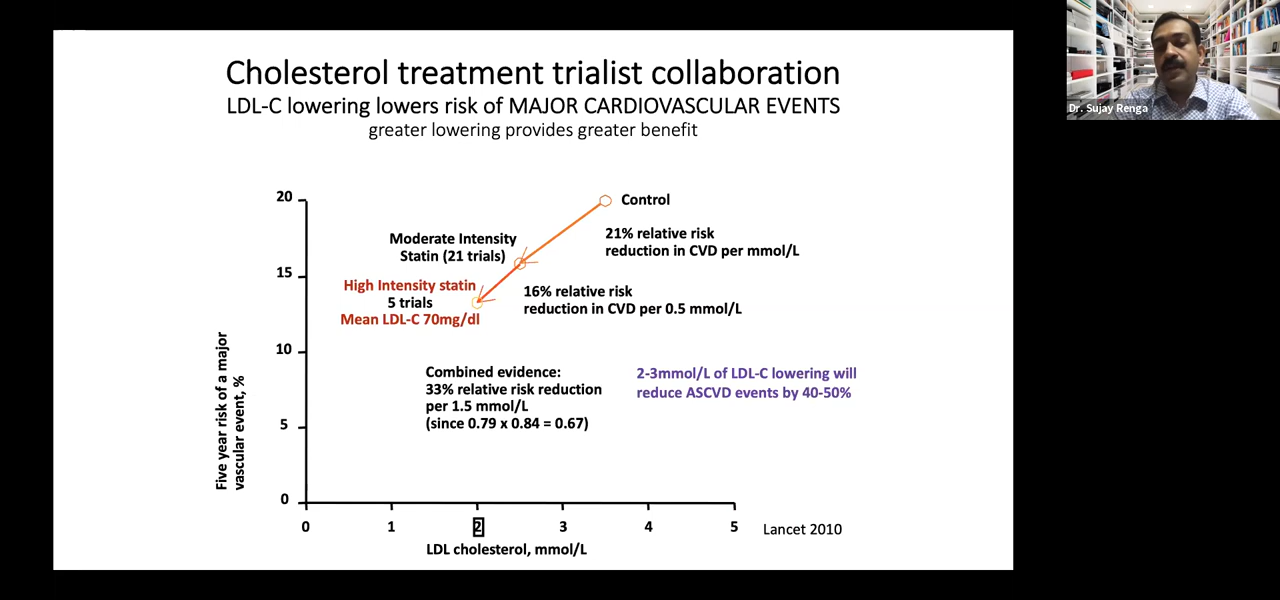 Cholesterol treatment trialist collaboration
LDL-C lowering lowers risk of MAJOR CARDIOVASCULAR EVENTS
greater lowering provides greater benefit
Dr. Sujay Renga
20
15
10
5
0
Five year risk of a major
vascular event, %
Control
21% relative risk
reduction in CVD per mmol/L
Moderate Intensity
Statin (21 trials)
High Intensity statin
5 trials
Mean LDL-C 70mg/dl
16% relative risk
reduction in CVD per 0.5 mmol/L
Combined evidence:
33% relative risk reduction
per 1.5 mmol/L
(since 0.79 x 0.84 = 0.67)
2-3mmol/L of LDL-C lowering will
reduce ASCVD events by 40-50%
0 1 2 3 4 5
LDL cholesterol, mmol/L
Lancet 2010